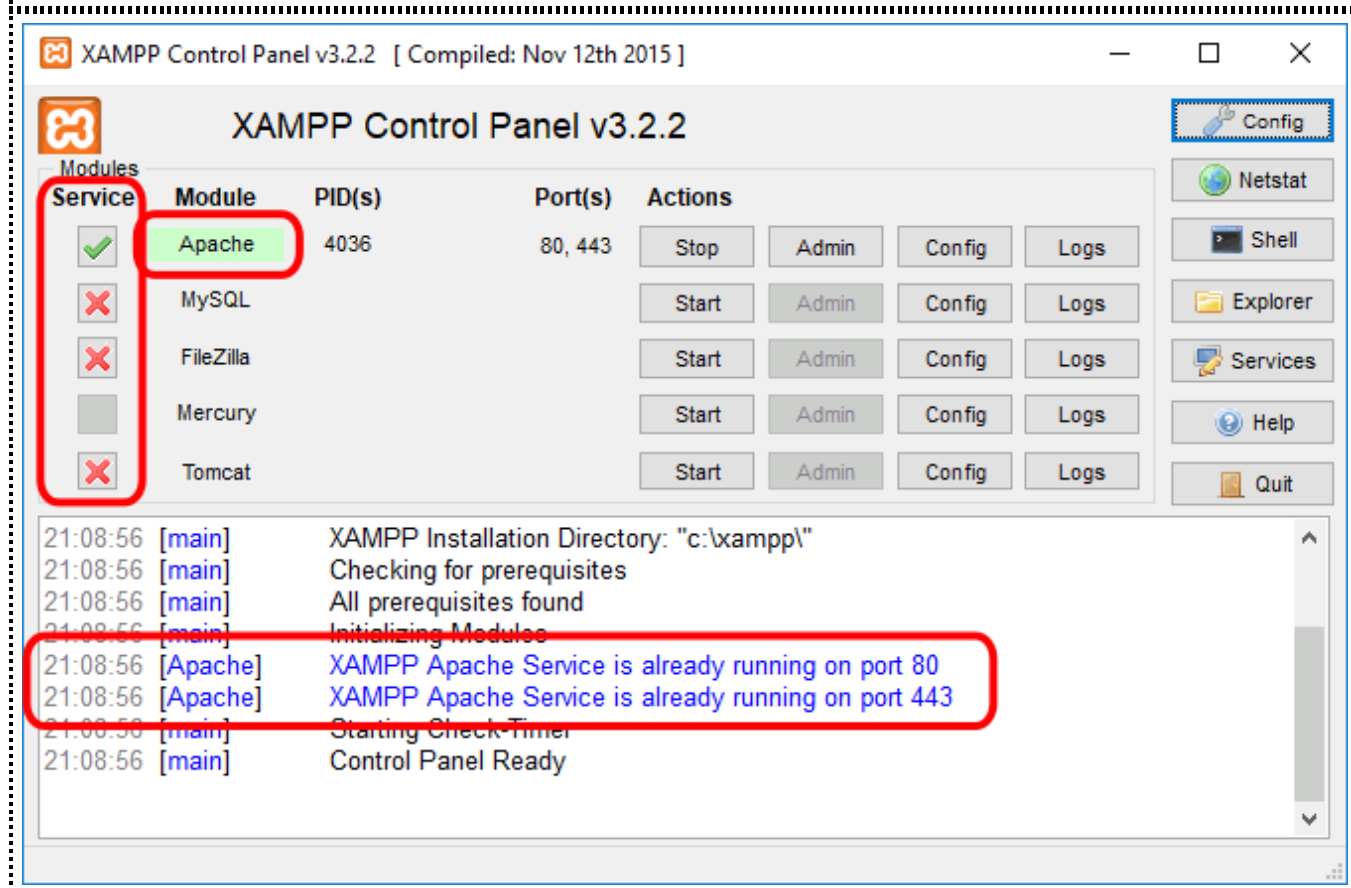 XAMPP Control Panel v3.2.2 [ Compiled: Nov 12th 2015 ]
XAMPP Control Panel v3.2.2
Config
Modules
Netstat
Service Module PID(s) Port(s) Actions
Apache 4036 80, 443 Stop Admin Config Logs
Shell
MySQL Start Admin Config Logs
Explorer
FileZilla Start Admin Config Logs
Services
Mercury Start Admin Config Logs
Help
Tomcat Start Admin Config Logs
Quit
21:08:56 [main] XAMPP Installation Directory: "c:\xampp\"
21:08:56 [main] Checking for prerequisites
21:08:56 [main] All prerequisites found
21:08:56 [main] Initializing Modules
21:08:56 [Apache] XAMPP Apache Service is already running on port 80
21:08:56 [Apache] XAMPP Apache Service is already running on port 443
21:08:56 [main] Starting Check-Timer
21:08:56 [main] Control Panel Ready